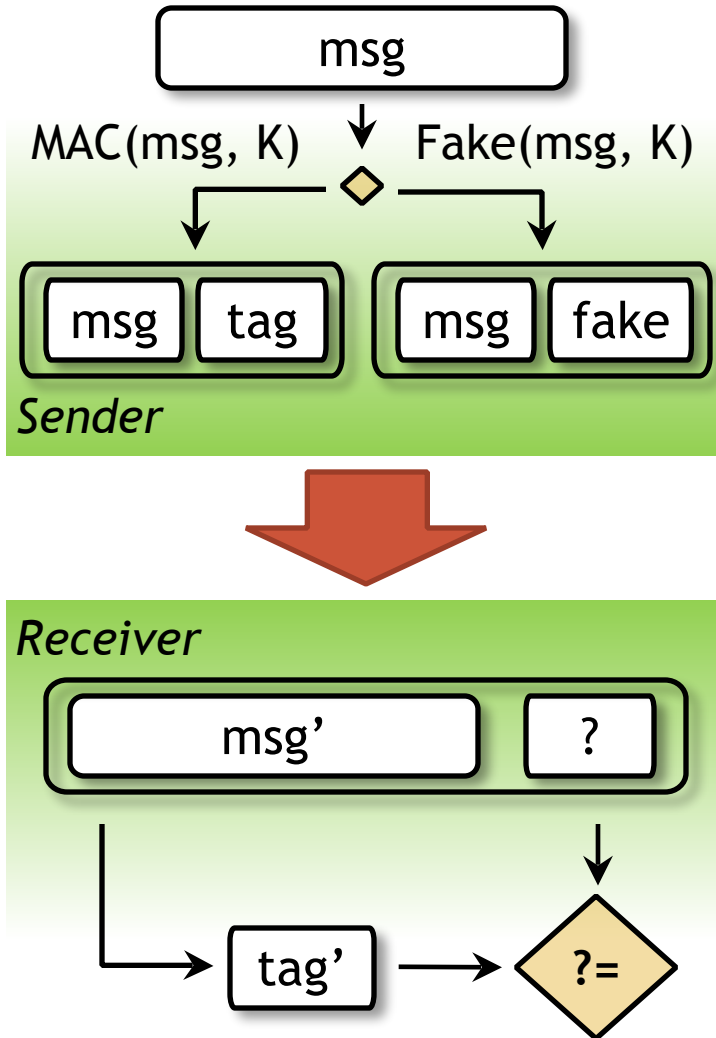 msg
MAC(msg, K) Fake(msg, K)
msg tag msg fake
Sender
Receiver
msg’ ?
tag’ ?=